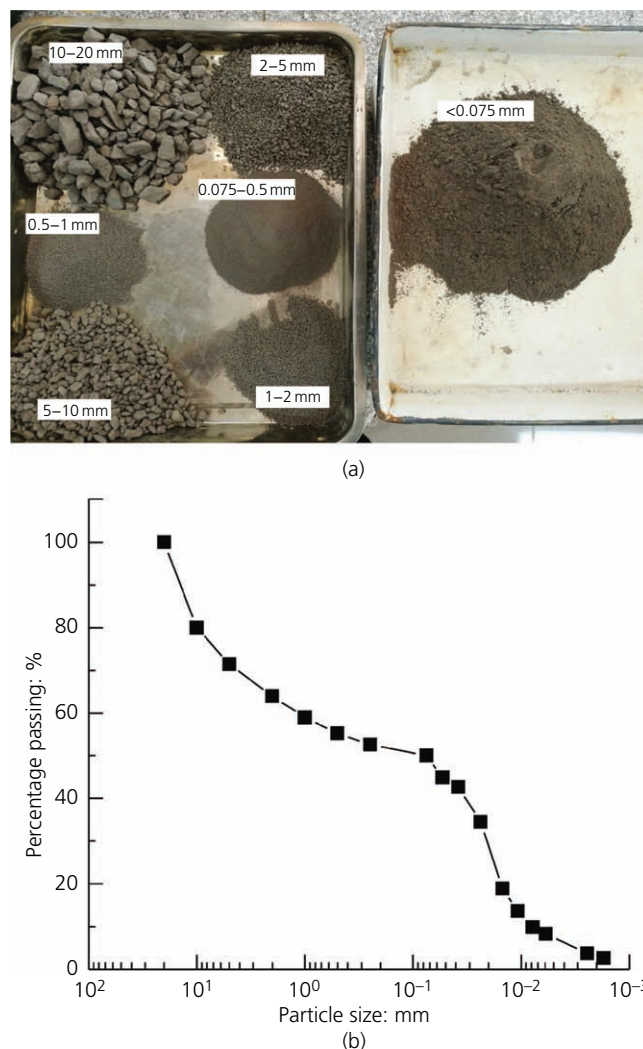 10–20 mm
2–5 mm
<0.075 mm
0.075–0.5 mm
0.5–1 mm
5–10 mm
1–2 mm
(a)
100
80
60
40
20
0
Percentage passing: %
10² 10¹ 10⁰ 10⁻¹ 10⁻² 10⁻³
Particle size: mm
(b)